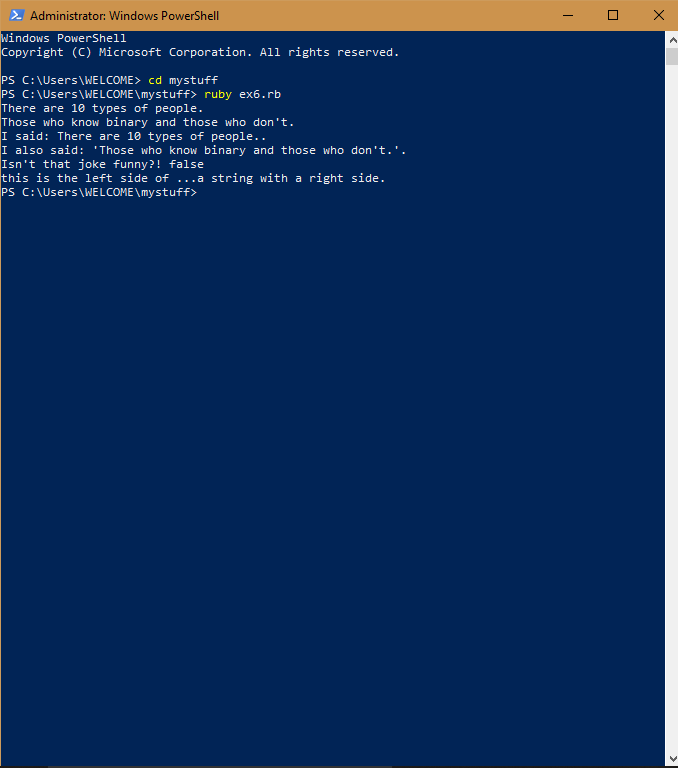 Administrator: Windows PowerShell
Windows PowerShell
Copyright (C) Microsoft Corporation. All rights reserved.
PS C:\Users\WELCOME> cd mystuff
PS C:\Users\WELCOME\mystuff> ruby ex6.rb
There are 10 types of people.
Those who know binary and those who don't.
I said: There are 10 types of people..
I also said: 'Those who know binary and those who don't.'.
Isn't that joke funny?! false
this is the left side of ...a string with a right side.
PS C:\Users\WELCOME\mystuff>